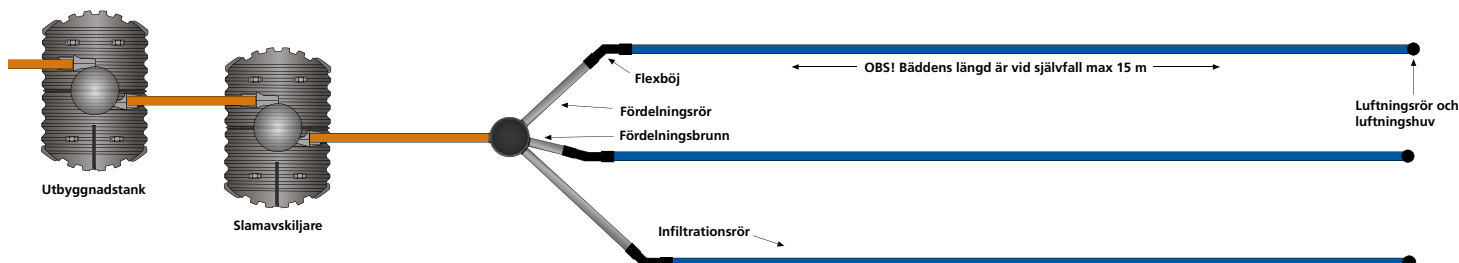 Utbyggnadstank
Slamavskiljare
Flexböj
Fördelningsrör
Fördelningsbrunn
Infiltrationsrör
OBS! Bäddens längd är vid självfall max 15 m
Luftningsrör och
luftningshuv